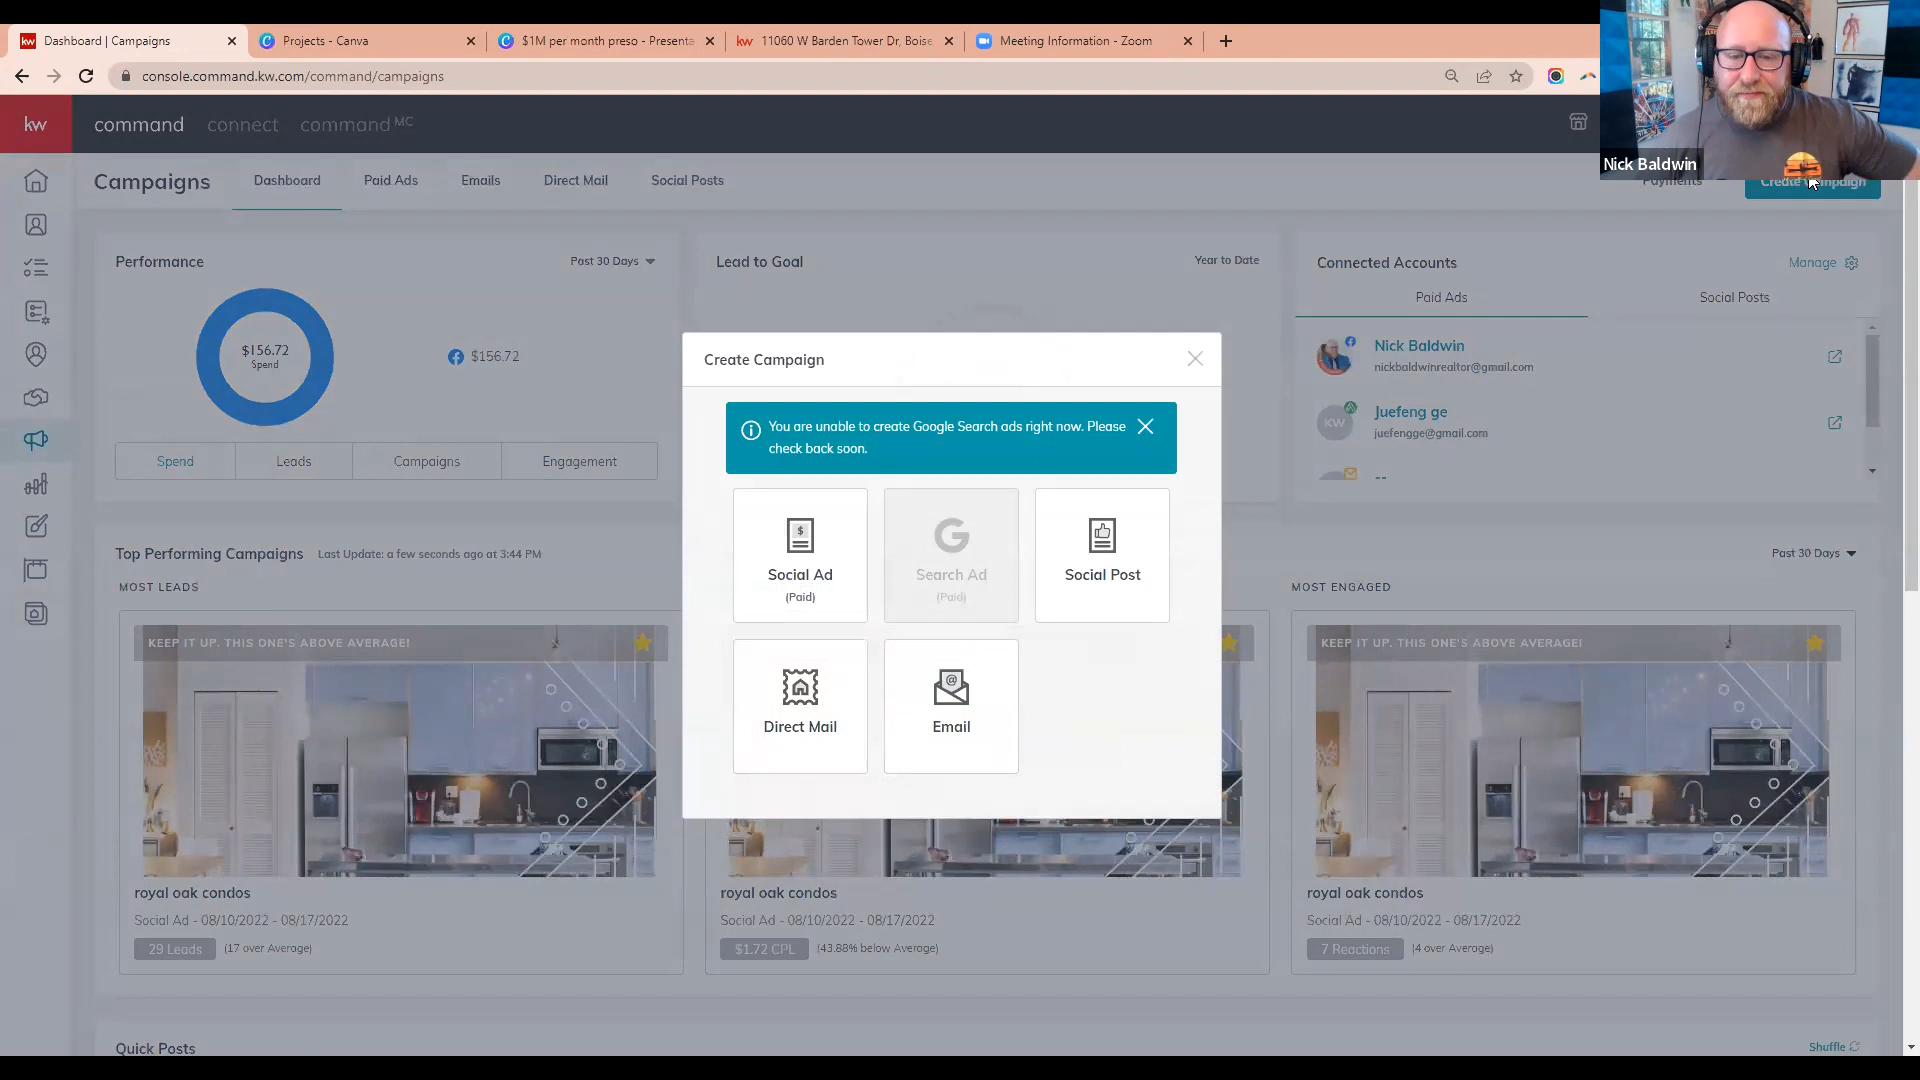 kw Dashboard | Campaigns
Projects - Canva
$1M per month preso - Presenta
kw 11060 W Barden Tower Dr, Boise
Meeting Information - Zoom
console.command.kw.com/command/campaigns
kw command connect command MC
Nick Baldwin
Campaigns Dashboard Paid Ads Emails Direct Mail Social Posts Payments Create Campaign
Performance Past 30 Days
$156.72
Spend
$156.72
Spend Leads Campaigns Engagement
Lead to Goal Year to Date
Connected Accounts Manage
Paid Ads Social Posts
Nick Baldwin
nickbaldwinrealtor@gmail.com
KW
Juefeng ge
juefengge@gmail.com
--
Create Campaign
You are unable to create Google Search ads right now. Please
check back soon.
Social Ad
(Paid)
Search Ad
(Paid)
Social Post
Direct Mail
Email
Top Performing Campaigns Last Update: a few seconds ago at 3:44 PM Past 30 Days
MOST LEADS
KEEP IT UP. THIS ONE'S ABOVE AVERAGE!
royal oak condos
Social Ad - 08/10/2022 - 08/17/2022
29 Leads (17 over Average)
royal oak condos
Social Ad - 08/10/2022 - 08/17/2022
$1.72 CPL (43.88% below Average)
MOST ENGAGED
KEEP IT UP. THIS ONE'S ABOVE AVERAGE!
royal oak condos
Social Ad - 08/10/2022 - 08/17/2022
7 Reactions (4 over Average)
Quick Posts Shuffle